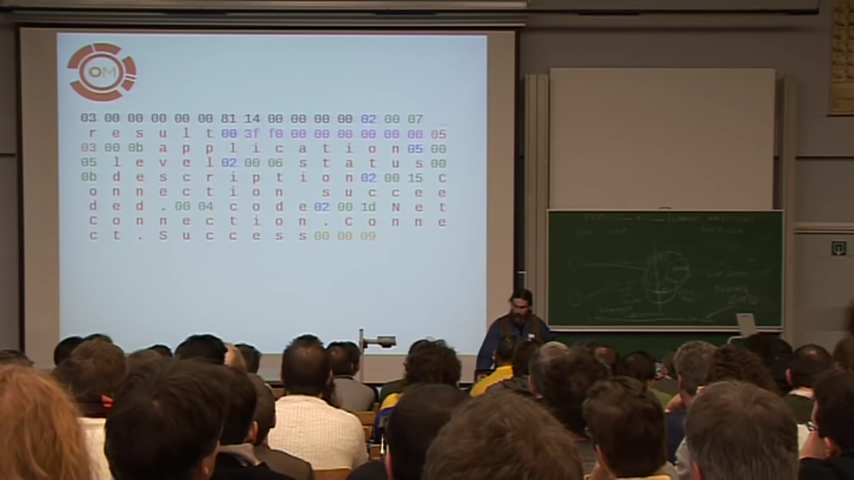 OM
03 00 00 00 00 00 81 14 00 00 00 00 02 00 07 _
r e s u l t 00 3f f0 00 00 00 00 00 00 05
03 00 0b a p p l i c a t i o n 05 00
05 l e v e l 02 00 06 s t a t u s 00
0b d e s c r i p t i o n 02 00 15 C
o n n e c t i o n s u c c e e
d e d . 00 04 c o d e 02 00 1d N e t
C o n n e c t i o n . C o n n e
c t . S u c c e s s 00 00 09